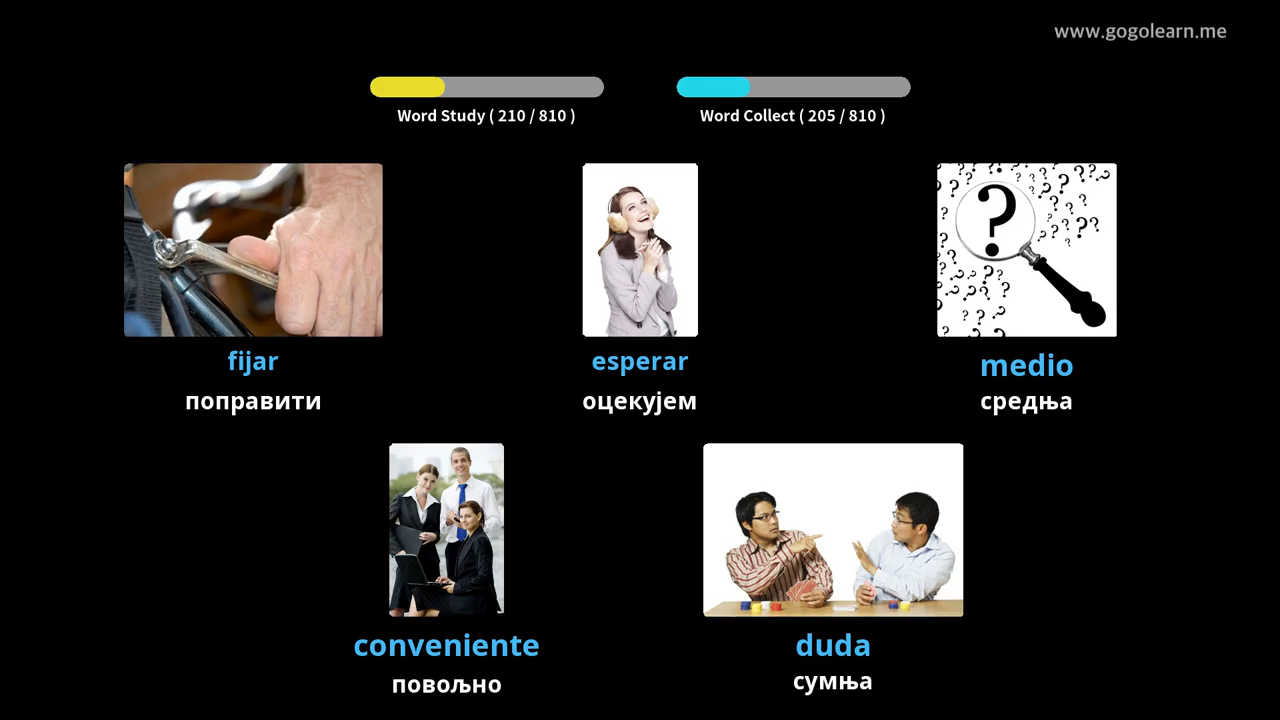 www.gogolearn.me
Word Study ( 210 / 810 )
Word Collect ( 205 / 810 )
fijar
поправити
esperar
оцекујем
medio
средња
conveniente
повољно
duda
сумња